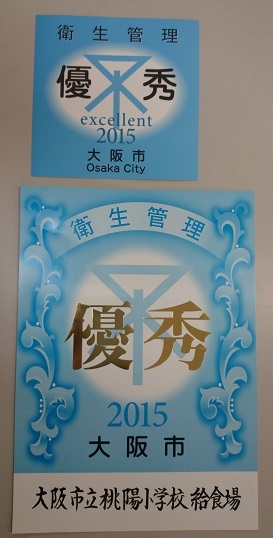 衛生管理
優秀
excellent
2015
大阪市
Osaka City
衛生管理
優秀
2015
大阪市
大阪市立桃陽小学校 給食場